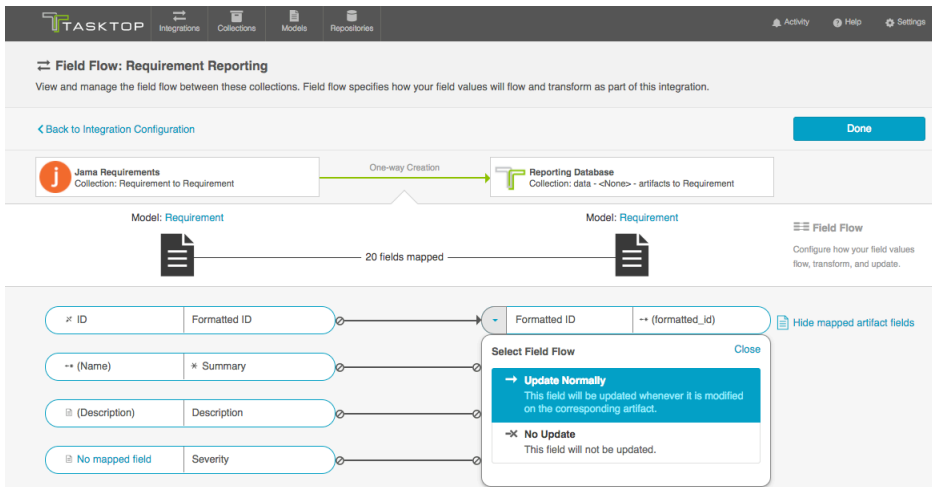 TASKTOP
Integrations
Collections
Models
Repositories
Activity
Help
Settings
Field Flow: Requirement Reporting
View and manage the field flow between these collections. Field flow specifies how your field values will flow and transform as part of this integration.
Back to Integration Configuration
Done
Jama Requirements
Collection: Requirement to Requirement
One-way Creation
Reporting Database
Collection: data - <None> - artifacts to Requirement
Model: Requirement
Model: Requirement
20 fields mapped
Field Flow
Configure how your field values
flow, transform, and update.
ID
Formatted ID
Formatted ID
(formatted_id)
Hide mapped artifact fields
(Name)
* Summary
Select Field Flow
Close
Update Normally
This field will be updated whenever it is modified
on the corresponding artifact.
(Description)
Description
No Update
This field will not be updated.
No mapped field
Severity